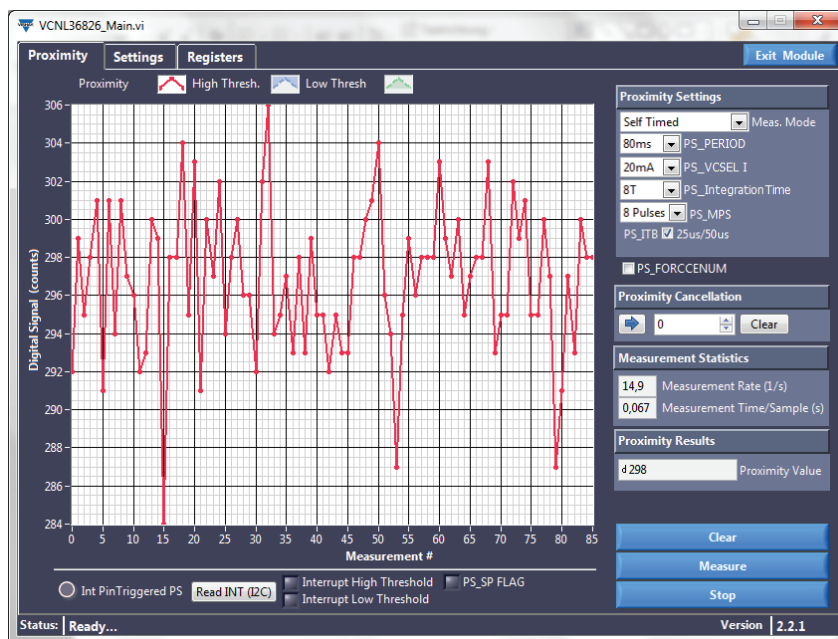 VCNL36826_Main.vi
Proximity Settings Registers
Exit Module
Proximity High Thresh. Low Thresh
306
304
302
300
298
296
294
292
290
288
286
284
Digital Signal (counts)
0 5 10 15 20 25 30 35 40 45 50 55 60 65 70 75 80 85
Measurement #
Int PinTriggered PS
Read INT (I2C)
Interrupt High Threshold
Interrupt Low Threshold
PS_SP FLAG
Proximity Settings
Self Timed Meas. Mode
80ms PS_PERIOD
20mA PS_VCSEL I
8T PS_IntegrationTime
8 Pulses PS_MPS
PS_ITB 25us/50us
PS_FORCCENUM
Proximity Cancellation
0 Clear
Measurement Statistics
14,9 Measurement Rate (1/s)
0,067 Measurement Time/Sample (s)
Proximity Results
d 298 Proximity Value
Clear
Measure
Stop
Status: Ready...
Version 2.2.1